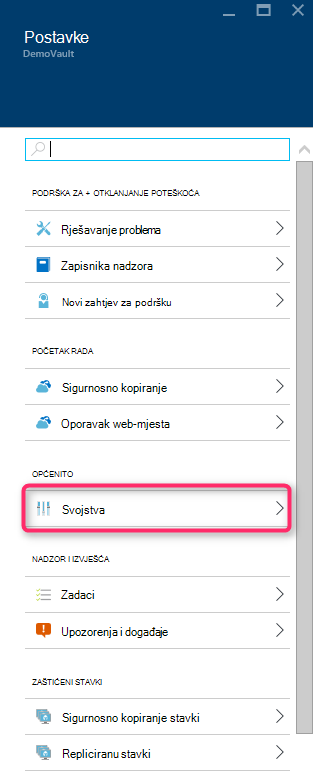 Postavke
DemoVault
PODRŠKA ZA + OTKLANJANJE POTEŠKOĆA
Rješavanje problema
Zapisnika nadzora
Novi zahtjev za podršku
POČETAK RADA
Sigurnosno kopiranje
Oporavak web-mjesta
OPĆENITO
Svojstva
NADZOR I IZVJEŠĆA
Zadaci
Upozorenja i događaje
ZAŠTIĆENI STAVKI
Sigurnosno kopiranje stavki
Repliciranu stavki